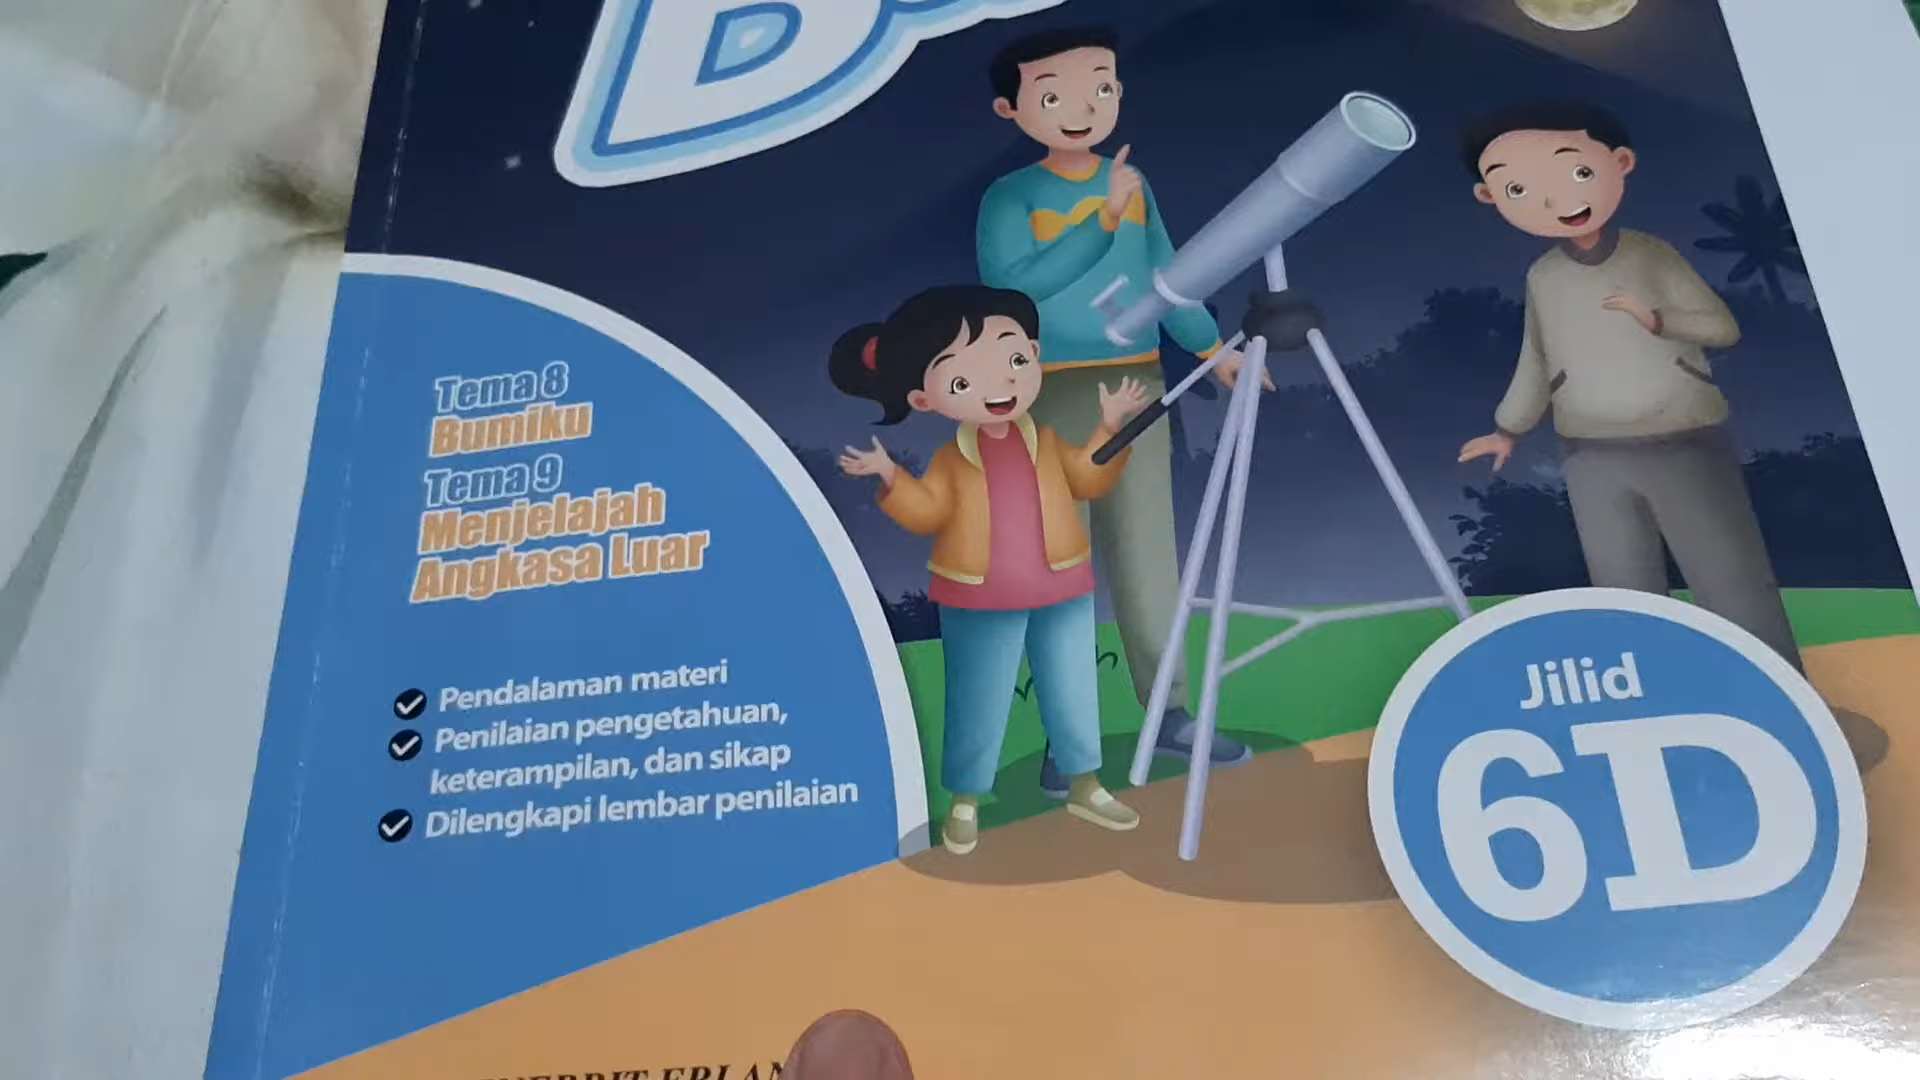 Tema 8
Bumiku
Tema 9
Menjelajah
Angkasa Luar
Pendalaman materi
Penilaian pengetahuan,
keterampilan, dan sikap
Dilengkapi lembar penilaian
Jilid
6D